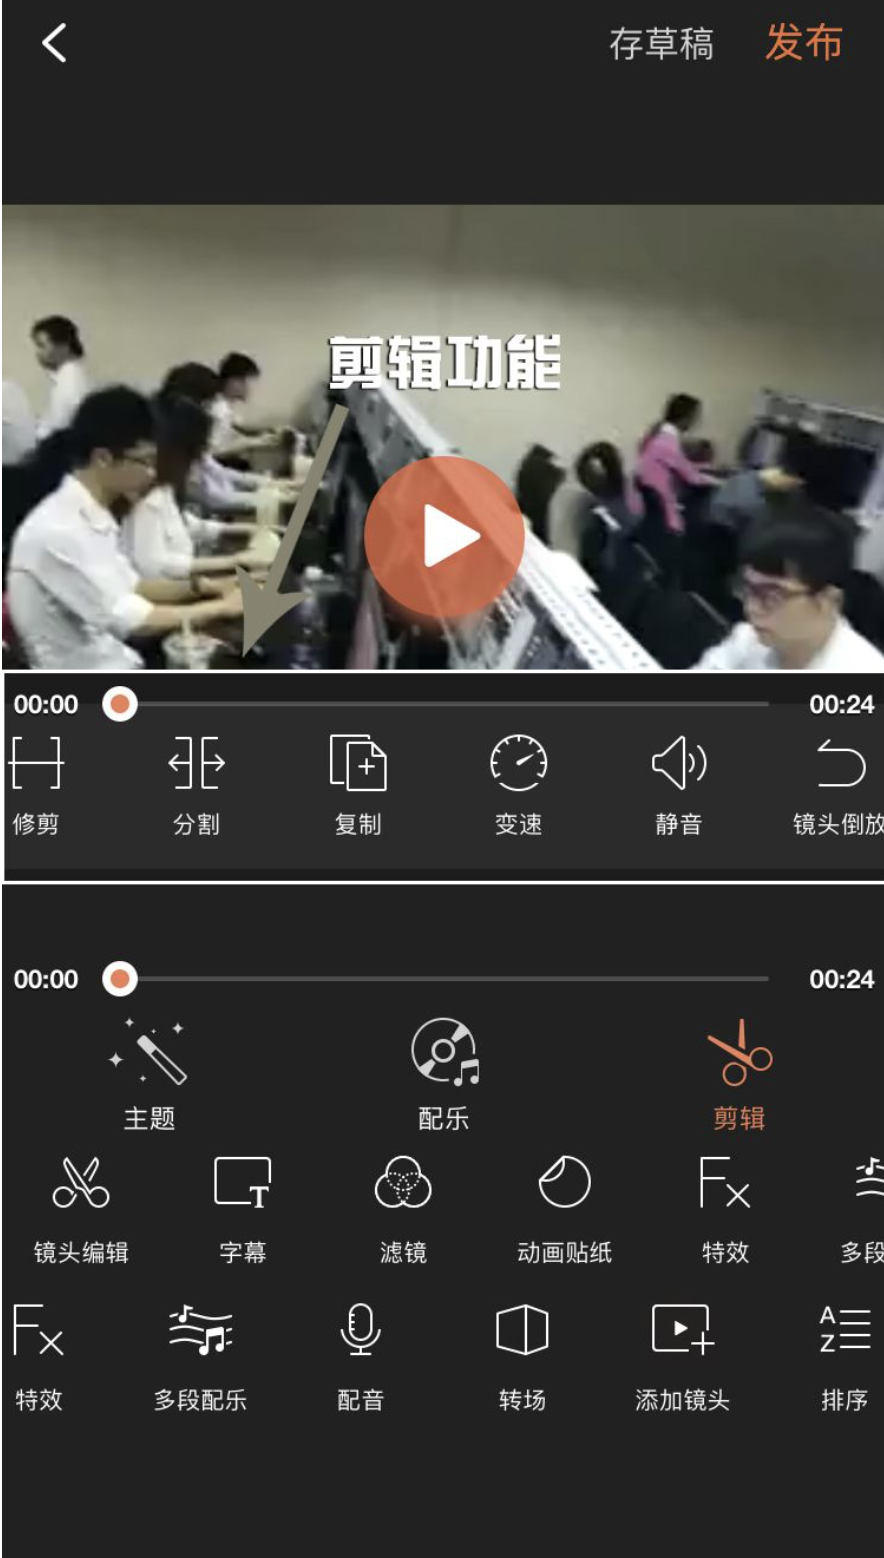 存草稿 发布
剪辑功能
00:00 00:24
修剪 分割 复制 变速 静音 镜头倒放
00:00 00:24
主题 配乐 剪辑
T
镜头编辑 字幕 滤镜 动画贴纸 特效 多段
A
Z
特效 多段配乐 配音 转场 添加镜头 排序